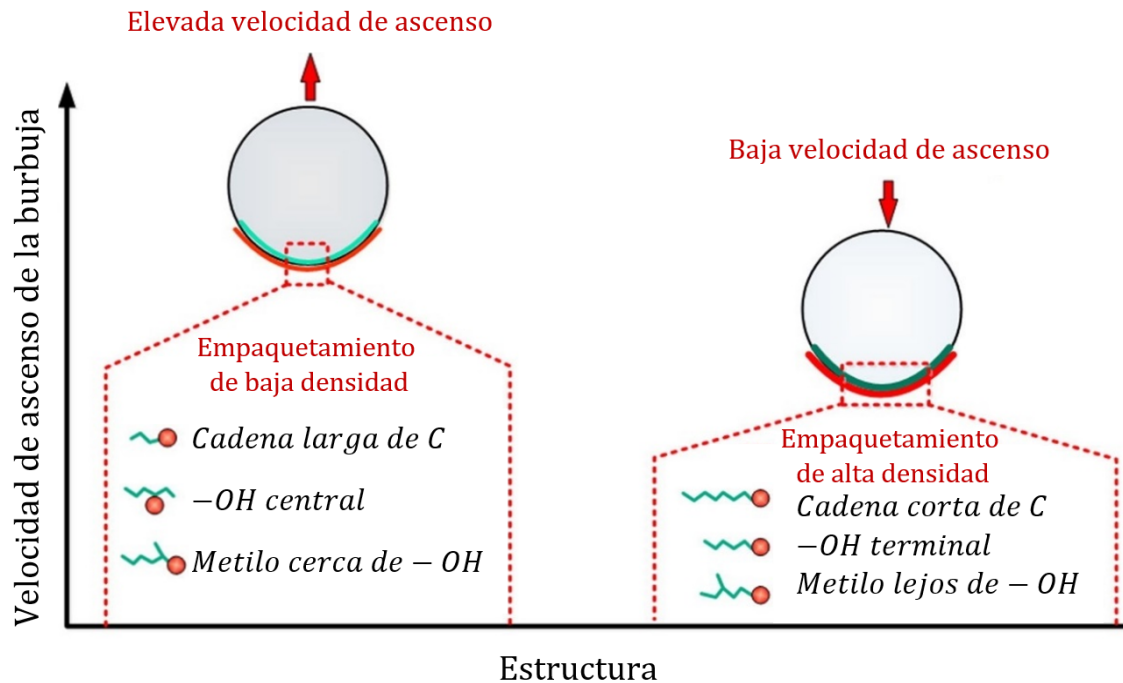 Elevada velocidad de ascenso
Velocidad de ascenso de la burbuja
Baja velocidad de ascenso
Empaquetamiento
de baja densidad
Cadena larga de C
−OH central
Metilo cerca de − OH
Empaquetamiento
de alta densidad
Cadena corta de C
−OH terminal
Metilo lejos de − OH
Estructura